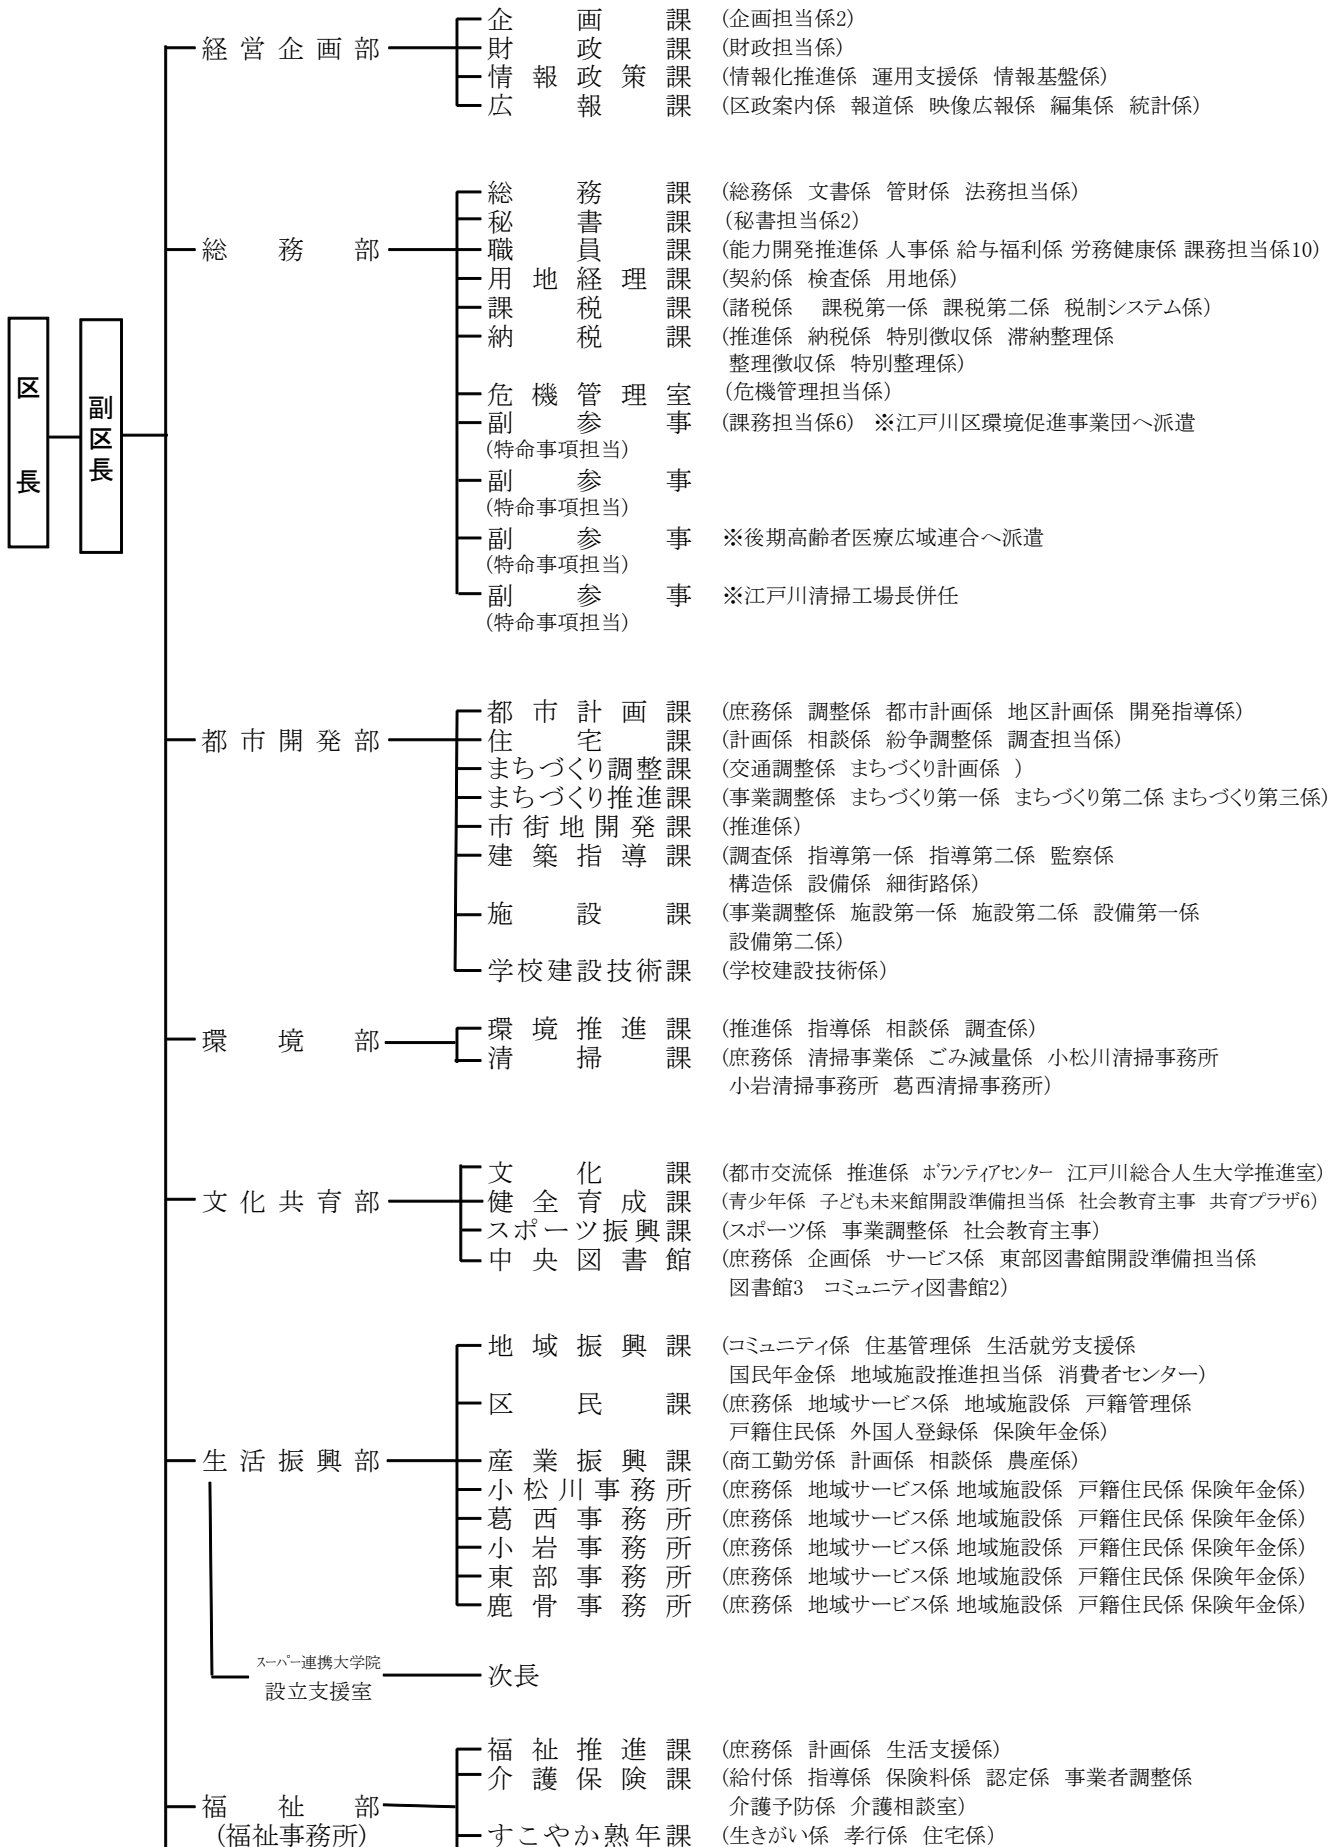 区長
副区長
経営企画部
企画課 (企画担当係2)
財政課 (財政担当係)
情報政策課 (情報化推進係 運用支援係 情報基盤係)
広報課 (区政案内係 報道係 映像広報係 編集係 統計係)
総務部
総務課 (総務係 文書係 管財係 法務担当係)
秘書課 (秘書担当係2)
職員課 (能力開発推進係 人事係 給与福利係 労務健康係 課務担当係10)
用地経理課 (契約係 検査係 用地係)
課税課 (諸税係 課税第一係 課税第二係 税制システム係)
納税課 (推進係 納税係 特別徴収係 滞納整理係
整理徴収係 特別整理係)
危機管理室 (危機管理担当係)
副参事 (課務担当係6) ※江戸川区環境促進事業団へ派遣
(特命事項担当)
副参事
(特命事項担当)
副参事 ※後期高齢者医療広域連合へ派遣
(特命事項担当)
副参事 ※江戸川清掃工場長併任
(特命事項担当)
都市開発部
都市計画課 (庶務係 調整係 都市計画係 地区計画係 開発指導係)
住宅課 (計画係 相談係 紛争調整係 調査担当係)
まちづくり調整課 (交通調整係 まちづくり計画係 )
まちづくり推進課 (事業調整係 まちづくり第一係 まちづくり第二係 まちづくり第三係)
市街地開発課 (推進係)
建築指導課 (調査係 指導第一係 指導第二係 監察係
構造係 設備係 細街路係)
施設課 (事業調整係 施設第一係 施設第二係 設備第一係
設備第二係)
学校建設技術課 (学校建設技術係)
環境部
環境推進課 (推進係 指導係 相談係 調査係)
清掃課 (庶務係 清掃事業係 ごみ減量係 小松川清掃事務所
小岩清掃事務所 葛西清掃事務所)
文化共育部
文化課 (都市交流係 推進係 ボランティアセンター 江戸川総合人生大学推進室)
健全育成課 (青少年係 子ども未来館開設準備担当係 社会教育主事 共育プラザ6)
スポーツ振興課 (スポーツ係 事業調整係 社会教育主事)
中央図書館 (庶務係 企画係 サービス係 東部図書館開設準備担当係
図書館3 コミュニティ図書館2)
生活振興部
地域振興課 (コミュニティ係 住基管理係 生活就労支援係
国民年金係 地域施設推進担当係 消費者センター)
区民課 (庶務係 地域サービス係 地域施設係 戸籍管理係
戸籍住民係 外国人登録係 保険年金係)
産業振興課 (商工勤労係 計画係 相談係 農産係)
小松川事務所 (庶務係 地域サービス係 地域施設係 戸籍住民係 保険年金係)
葛西事務所 (庶務係 地域サービス係 地域施設係 戸籍住民係 保険年金係)
小岩事務所 (庶務係 地域サービス係 地域施設係 戸籍住民係 保険年金係)
東部事務所 (庶務係 地域サービス係 地域施設係 戸籍住民係 保険年金係)
鹿骨事務所 (庶務係 地域サービス係 地域施設係 戸籍住民係 保険年金係)
スーパー連携大学院
設立支援室
次長
福祉部
(福祉事務所)
福祉推進課 (庶務係 計画係 生活支援係)
介護保険課 (給付係 指導係 保険料係 認定係 事業者調整係
介護予防係 介護相談室)
すこやか熟年課 (生きがい係 孝行係 住宅係)